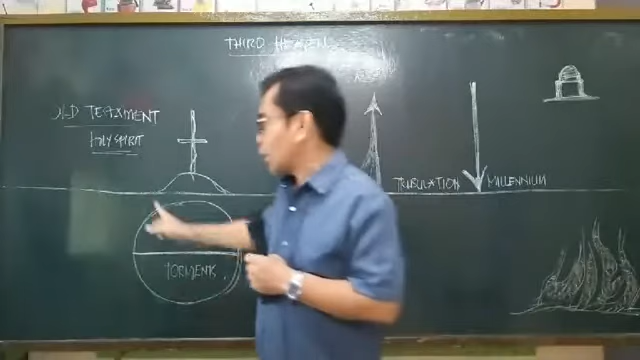 THIRD HEAVEN
OLD TESTAMENT
HOLY SPIRIT
TRIBULATION
MILLENNIUM
TORMENT